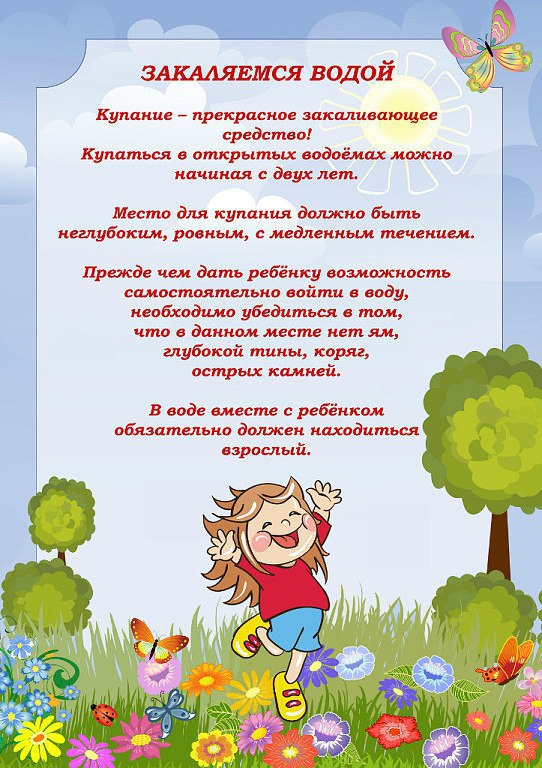 ЗАКАЛЯЕМСЯ ВОДОЙ
Купание – прекрасное закаливающее
средство!
Купаться в открытых водоёмах можно
начиная с двух лет.
Место для купания должно быть
неглубоким, ровным, с медленным течением.
Прежде чем дать ребёнку возможность
самостоятельно войти в воду,
необходимо убедиться в том,
что в данном месте нет ям,
глубокой тины, коряг,
острых камней.
В воде вместе с ребёнком
обязательно должен находиться
взрослый.